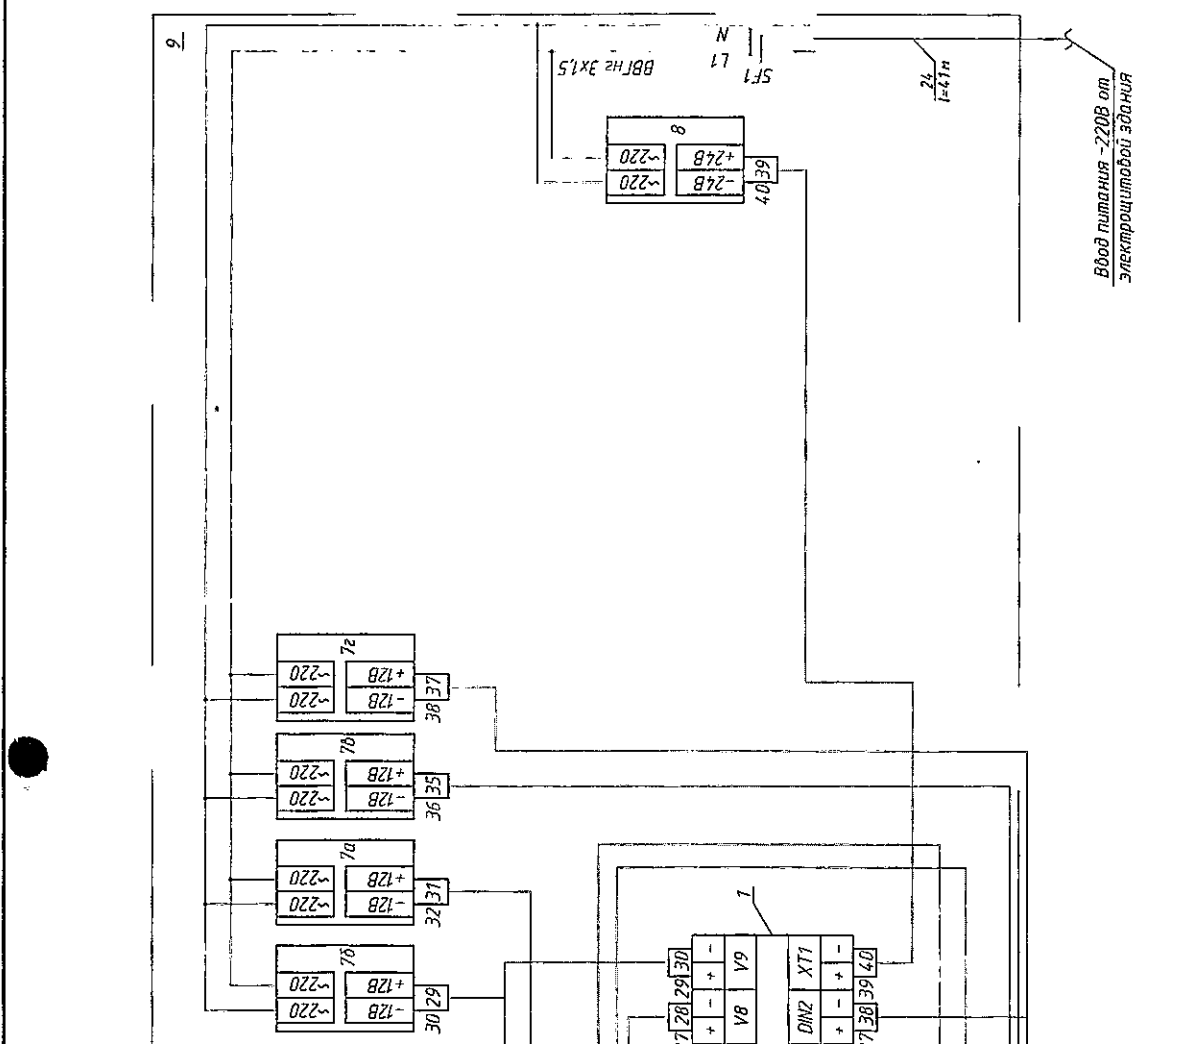 9
N
L1
SF1
ВВГнг 3х1,5
24
l=41м
Ввод питания ~220В от
электрощитовой здания
8
~220
+24В
39
~220
-24В
40
7г
~220
+12В
37
~220
-12В
38
7в
~220
+12В
35
~220
-12В
36
7а
~220
+12В
31
~220
-12В
32
7б
~220
+12В
29
~220
-12В
30
1
30
-
V9
XT1
-
40
29
+
+
39
28
-
V8
DIN2
-
38
+
+